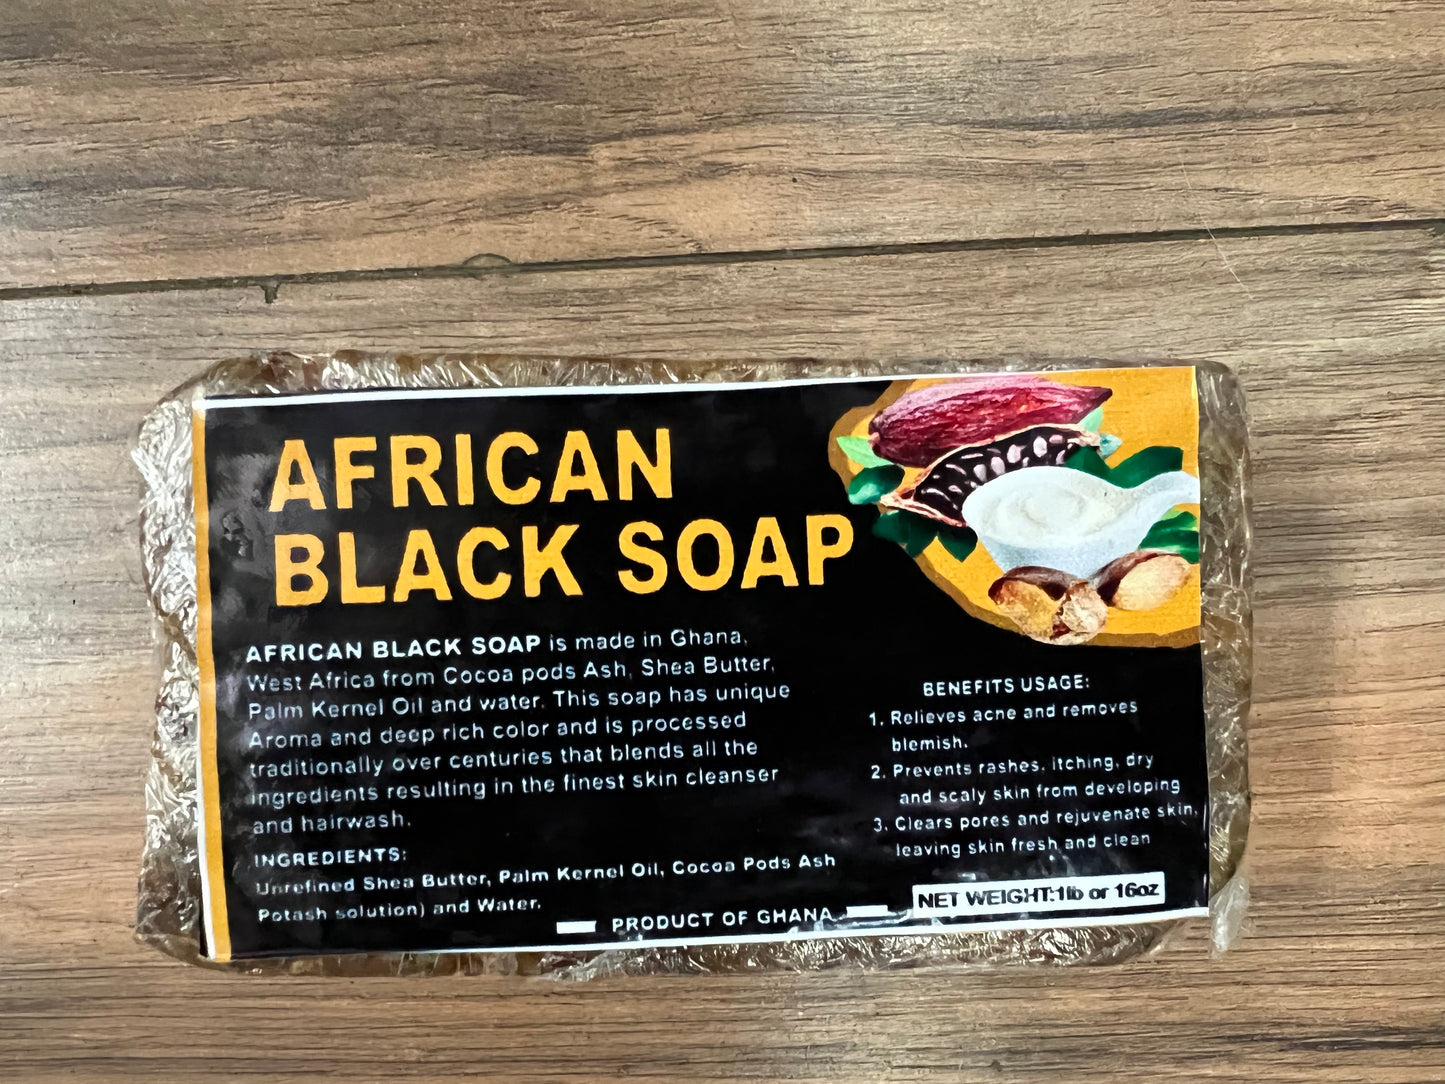 AFRICAN
BLACK SOAP
AFRICAN BLACK SOAP is made in Ghana,
West Africa from Cocoa pods Ash, Shea Butter,
Palm Kernel Oil and water. This soap has unique
Aroma and deep rich color and is processed
traditionally over centuries that blends all the
ingredients resulting in the finest skin cleanser
and hairwash.
INGREDIENTS:
Unrefined Shea Butter, Palm Kernel Oil, Cocoa Pods Ash
Potash solution) and Water.
PRODUCT OF GHANA
BENEFITS USAGE:
1. Relieves acne and removes
blemish.
2. Prevents rashes, itching, dry
and scaly skin from developing
3. Clears pores and rejuvenate skin,
leaving skin fresh and clean
NET WEIGHT:1lb or 16oz